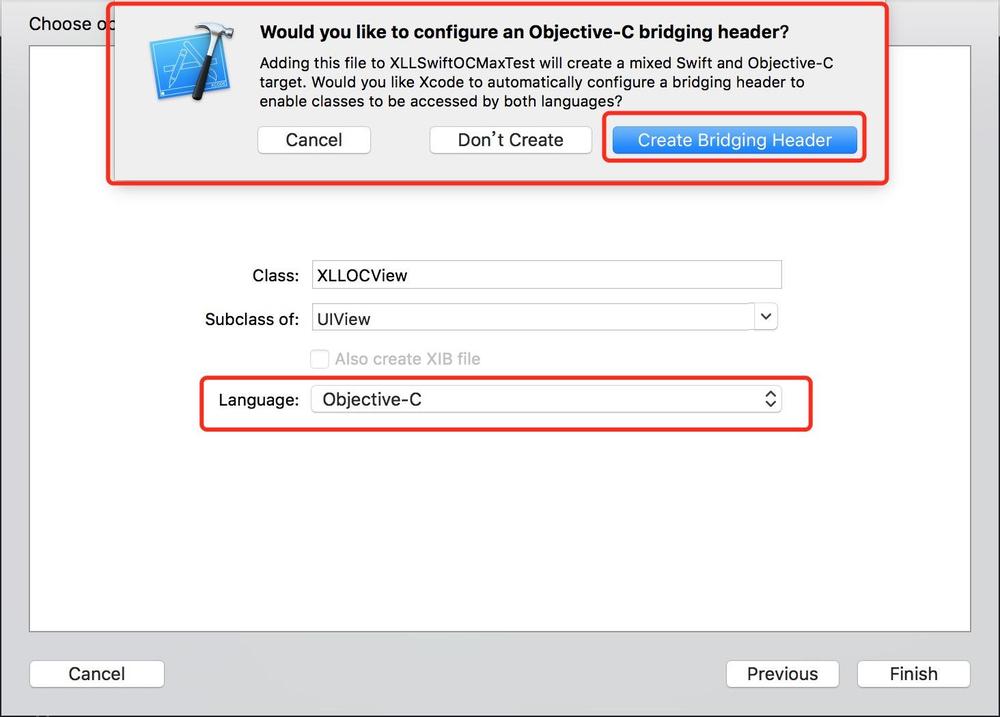 Choose
Would you like to configure an Objective-C bridging header?
Adding this file to XLLSwiftOCMaxTest will create a mixed Swift and Objective-C
target. Would you like Xcode to automatically configure a bridging header to
enable classes to be accessed by both languages?
Cancel Don't Create Create Bridging Header
Class: XLLOCView
Subclass of: UIView
Also create XIB file
Language: Objective-C
Cancel Previous Finish